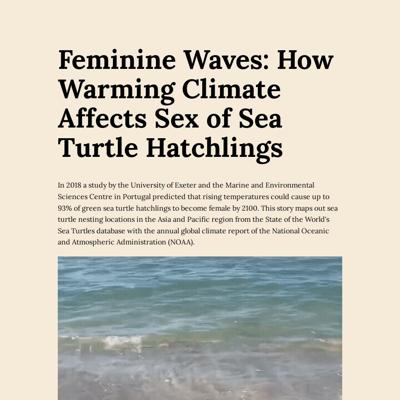 Feminine Waves: How
Warming Climate
Affects Sex of Sea
Turtle Hatchlings
In 2018 a study by the University of Exeter and the Marine and Environmental
Sciences Centre in Portugal predicted that rising temperatures could cause up to
93% of green sea turtle hatchlings to become female by 2100. This story maps out sea
turtle nesting locations in the Asia and Pacific region from the State of the World's
Sea Turtles database with the annual global climate report of the National Oceanic
and Atmospheric Administration (NOAA).